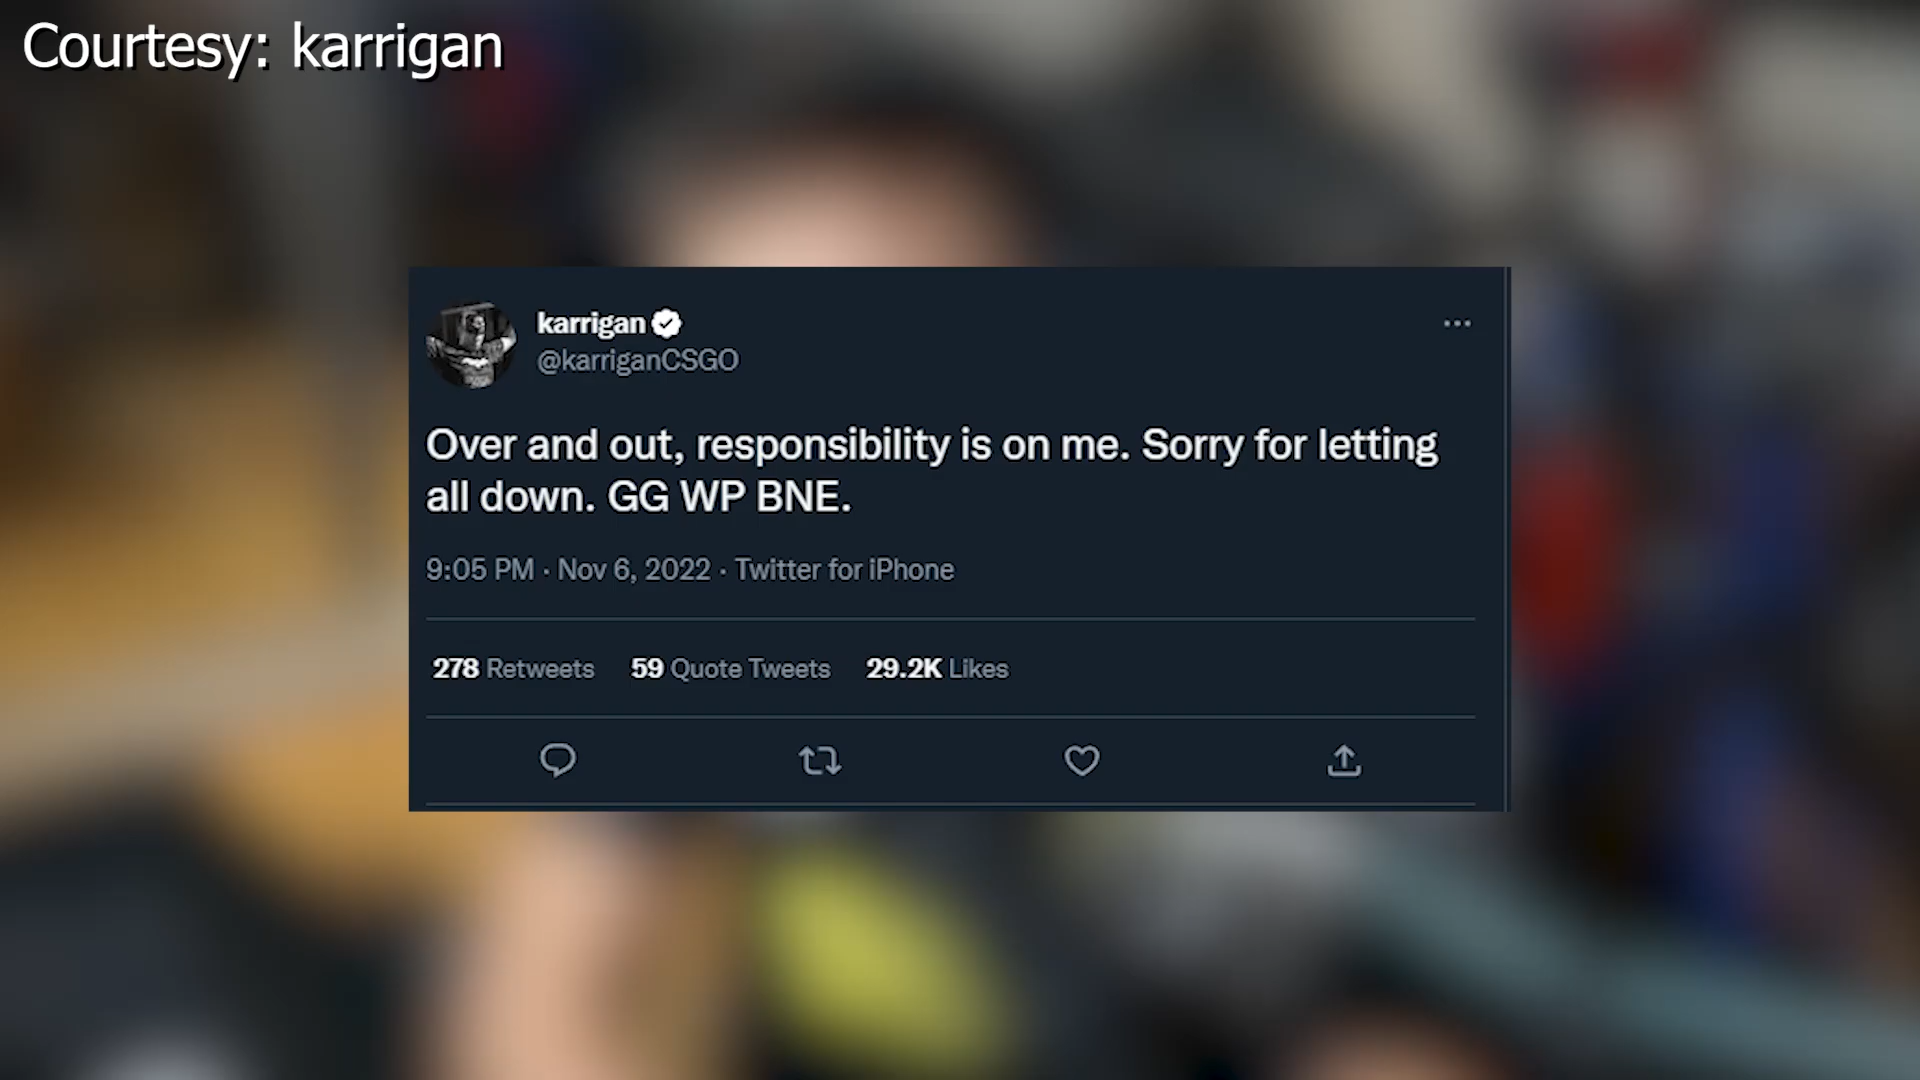 Courtesy: karrigan
karrigan
@karriganCSGO
Over and out, responsibility is on me. Sorry for letting
all down. GG WP BNE.
9:05 PM · Nov 6, 2022 · Twitter for iPhone
278 Retweets 59 Quote Tweets 29.2K Likes